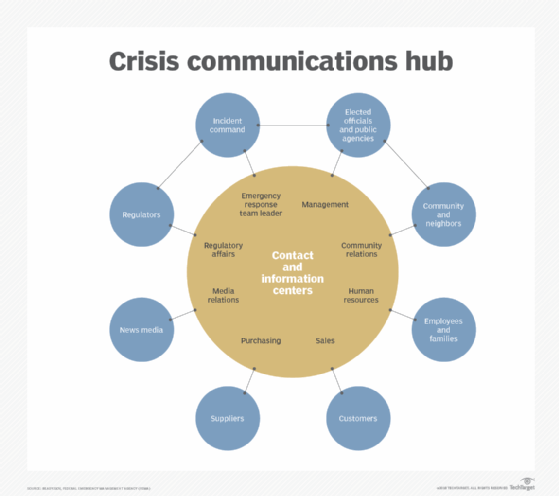 Crisis communications hub
Incident
command
Elected
officials
and public
agencies
Regulators
Community
and
neighbors
Emergency
response
team leader
Management
Regulatory
affairs
Community
relations
Contact
and
information
centers
Media
relations
Human
resources
News media
Employees
and
families
Purchasing
Sales
Suppliers
Customers
TechTarget